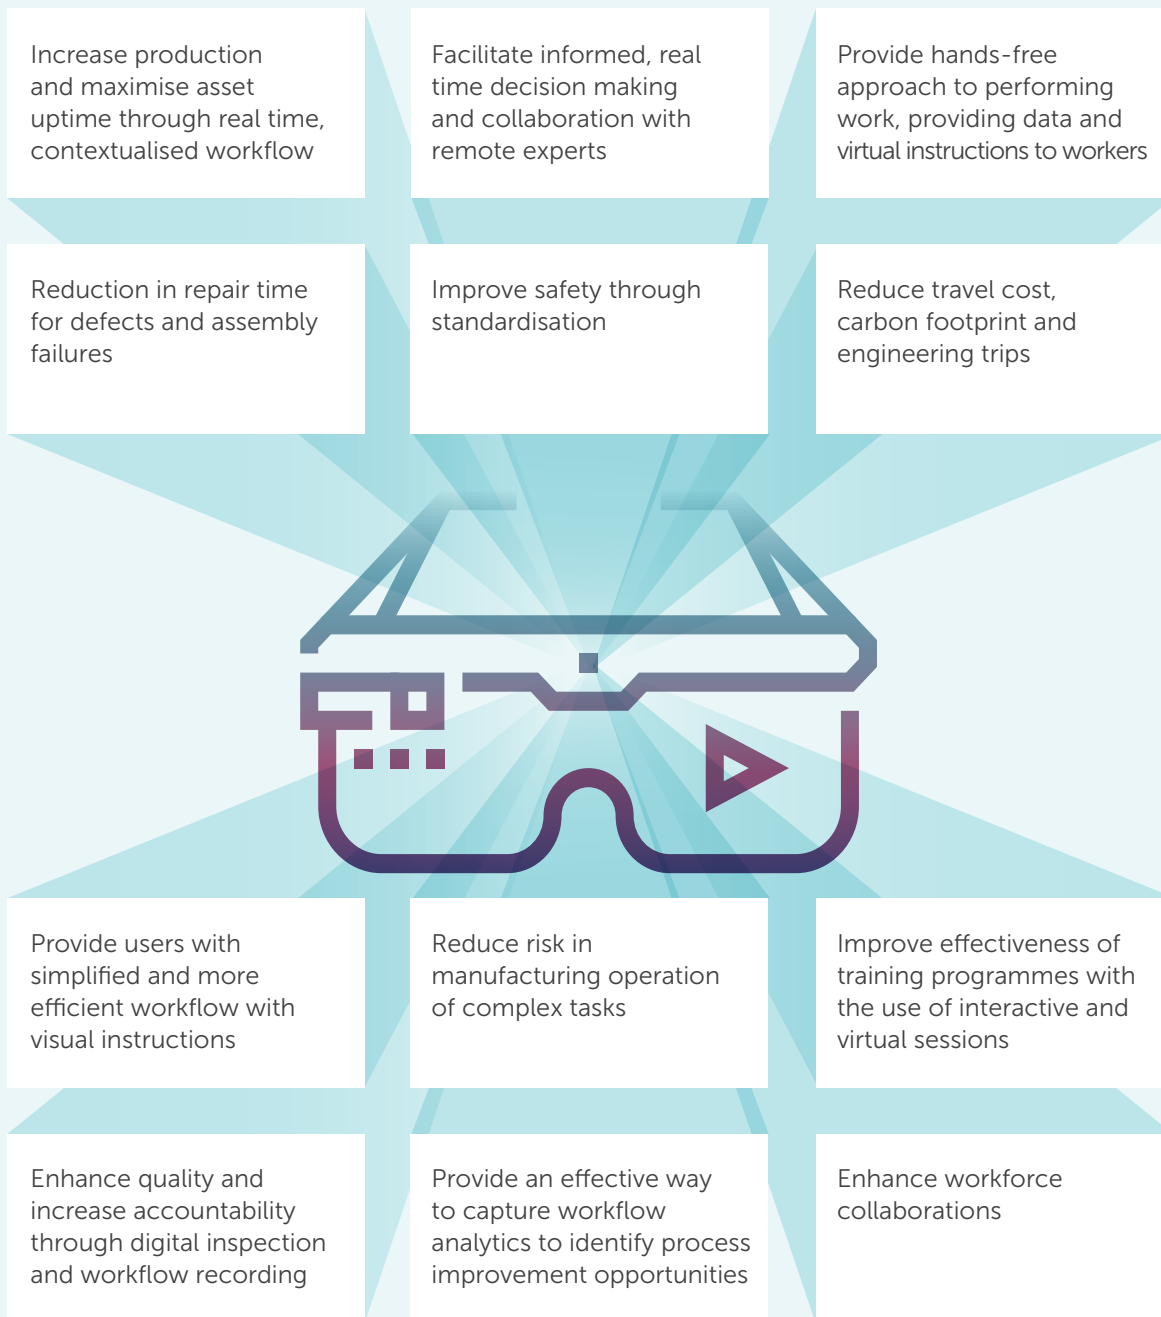 Increase production
and maximise asset
uptime through real time,
contextualised workflow
Facilitate informed, real
time decision making
and collaboration with
remote experts
Provide hands-free
approach to performing
work, providing data and
virtual instructions to workers
Reduction in repair time
for defects and assembly
failures
Improve safety through
standardisation
Reduce travel cost,
carbon footprint and
engineering trips
Provide users with
simplified and more
efficient workflow with
visual instructions
Reduce risk in
manufacturing operation
of complex tasks
Improve effectiveness of
training programmes with
the use of interactive and
virtual sessions
Enhance quality and
increase accountability
through digital inspection
and workflow recording
Provide an effective way
to capture workflow
analytics to identify process
improvement opportunities
Enhance workforce
collaborations